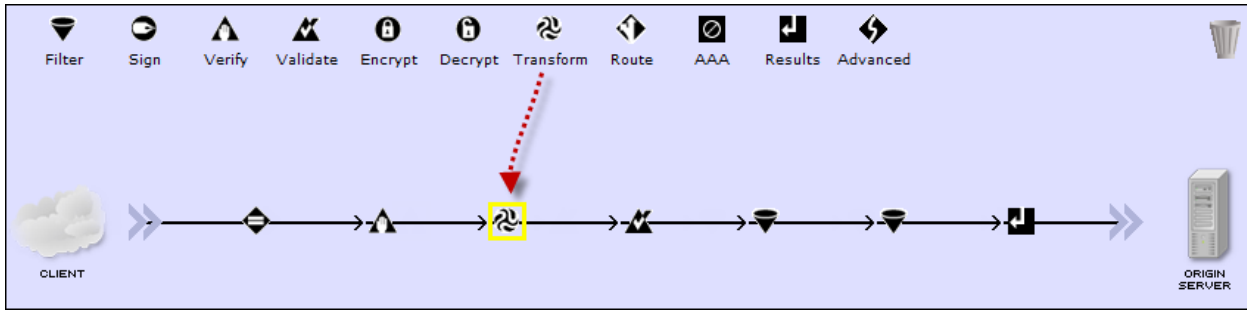 Filter Sign Verify Validate Encrypt Decrypt Transform Route AAA Results Advanced
CLIENT
ORIGIN
SERVER